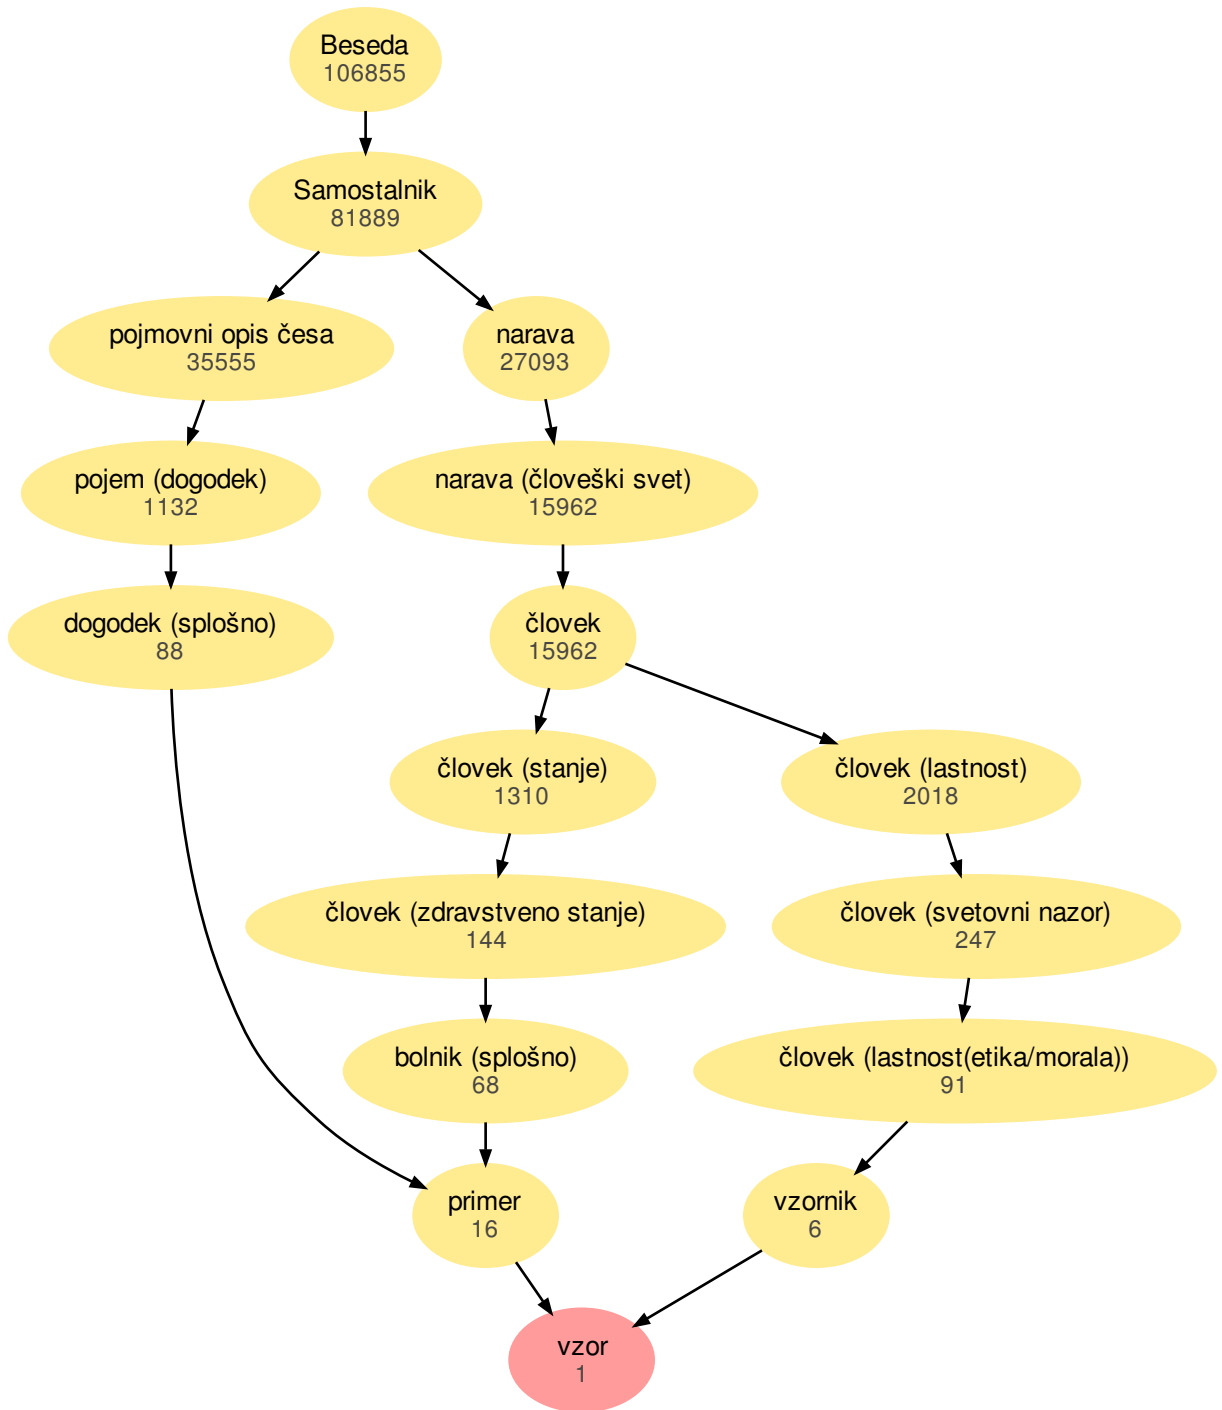 Beseda
106855
Samostalnik
81889
pojmovni opis česa
35555
narava
27093
pojem (dogodek)
1132
narava (človeški svet)
15962
dogodek (splošno)
88
človek
15962
človek (stanje)
1310
človek (lastnost)
2018
človek (zdravstveno stanje)
144
človek (svetovni nazor)
247
bolnik (splošno)
68
človek (lastnost(etika/morala))
91
primer
16
vzornik
6
vzor
1